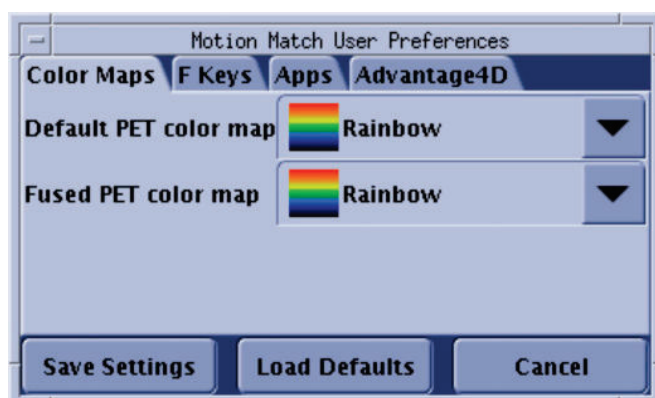 Motion Match User Preferences
Color Maps F Keys Apps Advantage4D
Default PET color map Rainbow
Fused PET color map Rainbow
Save Settings Load Defaults Cancel